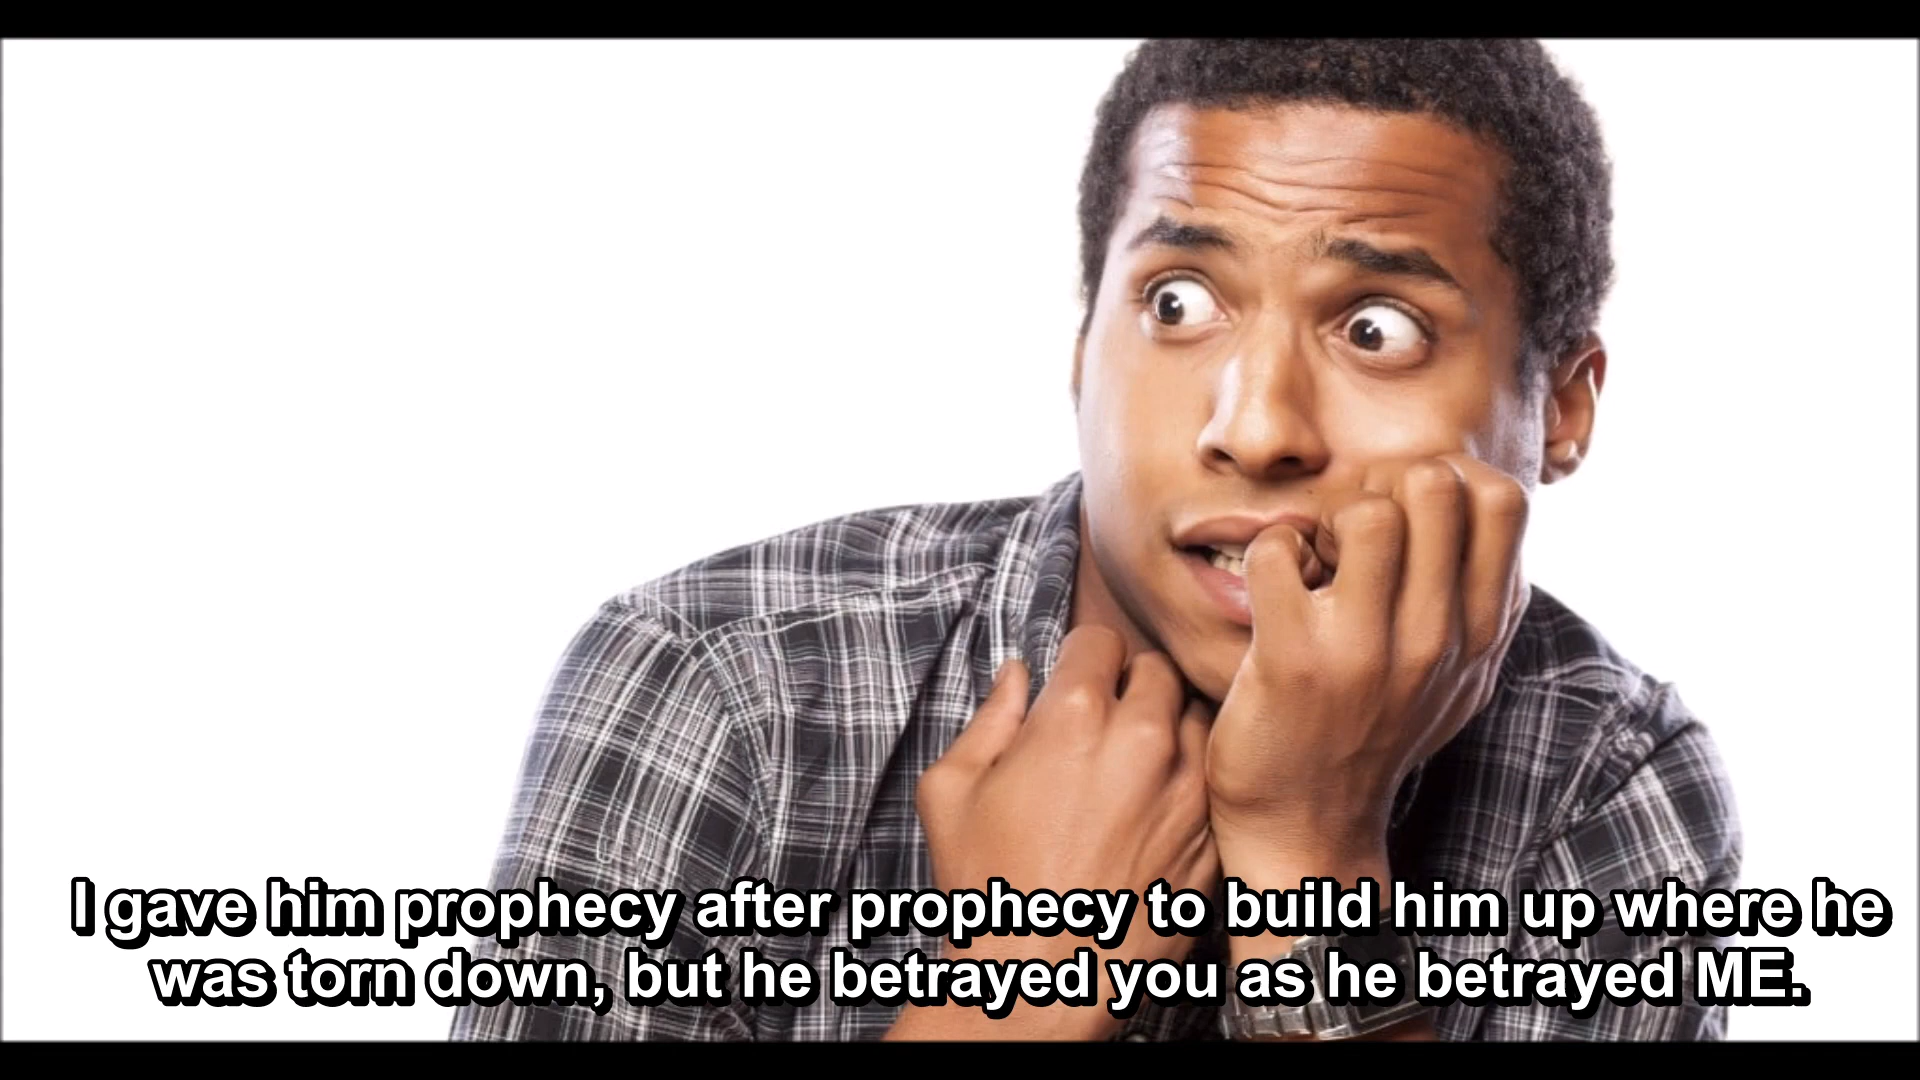 I gave him prophecy after prophecy to build him up where he
was torn down, but he betrayed you as he betrayed ME.